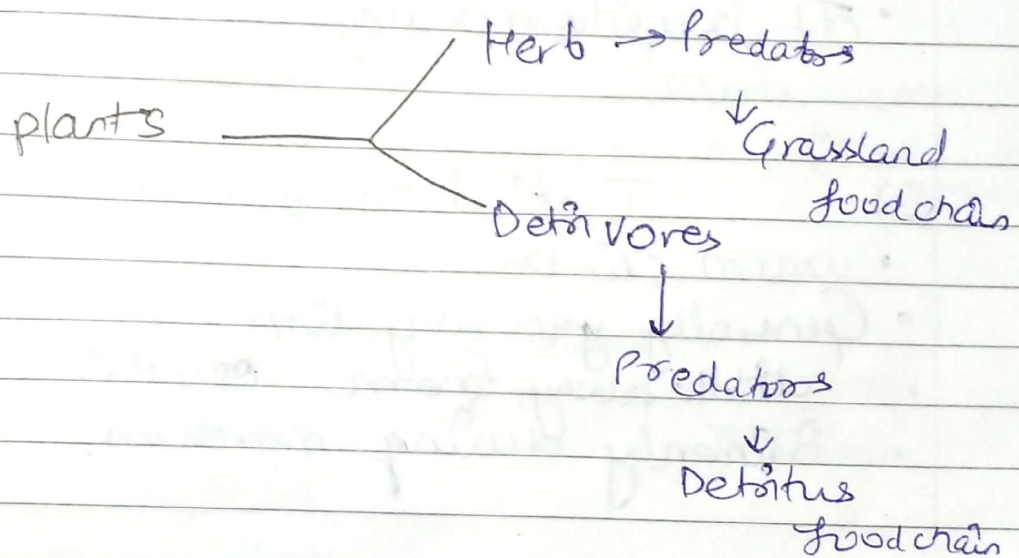 Herb → Predators
plants
↓
Grassland
food chain
Detrivores
↓
Predators
↓
Detritus
food chain